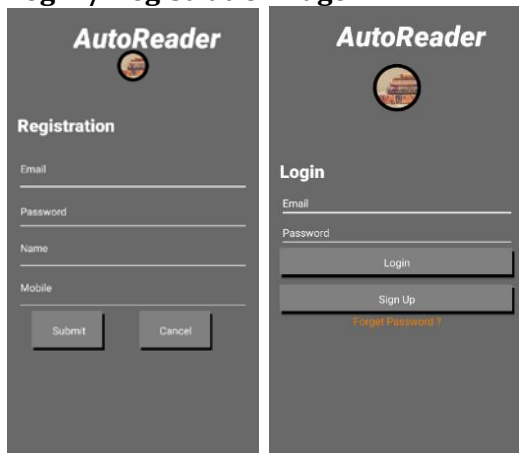 AutoReader
Registration
Email
Password
Name
Mobile
Submit
Cancel
AutoReader
Login
Email
Password
Login
Sign Up
Forget Password ?